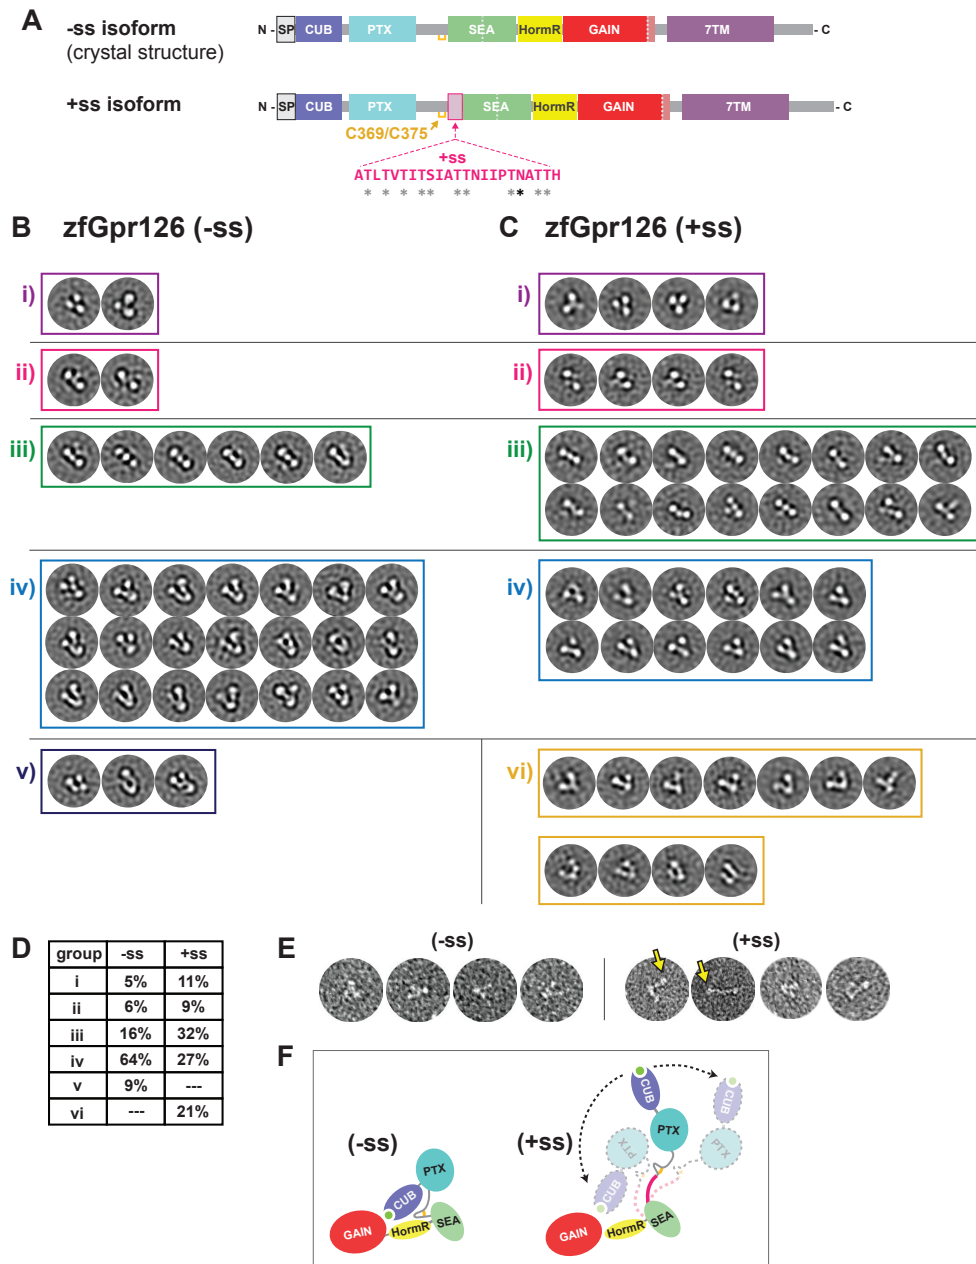 A
-ss isoform
(crystal structure)
N - SP CUB PTX SEA HormR GAIN 7TM - C
+ss isoform
N - SP CUB PTX SEA HormR GAIN 7TM - C
C369/C375
+ss
ATLTVTITSIATTNIIPTNATTH
* * * ** ** ** **
B zfGpr126 (-ss)
C zfGpr126 (+ss)
i)
i)
ii)
ii)
iii)
iii)
iv)
iv)
v)
vi)
D
group -ss +ss
i 5% 11%
ii 6% 9%
iii 16% 32%
iv 64% 27%
v 9% ---
vi --- 21%
E
(-ss)
(+ss)
F
(-ss)
PTX
CUB
GAIN
HormR
SEA
(+ss)
CUB
PTX
CUB
PTX
PTX
CUB
GAIN
HormR
SEA